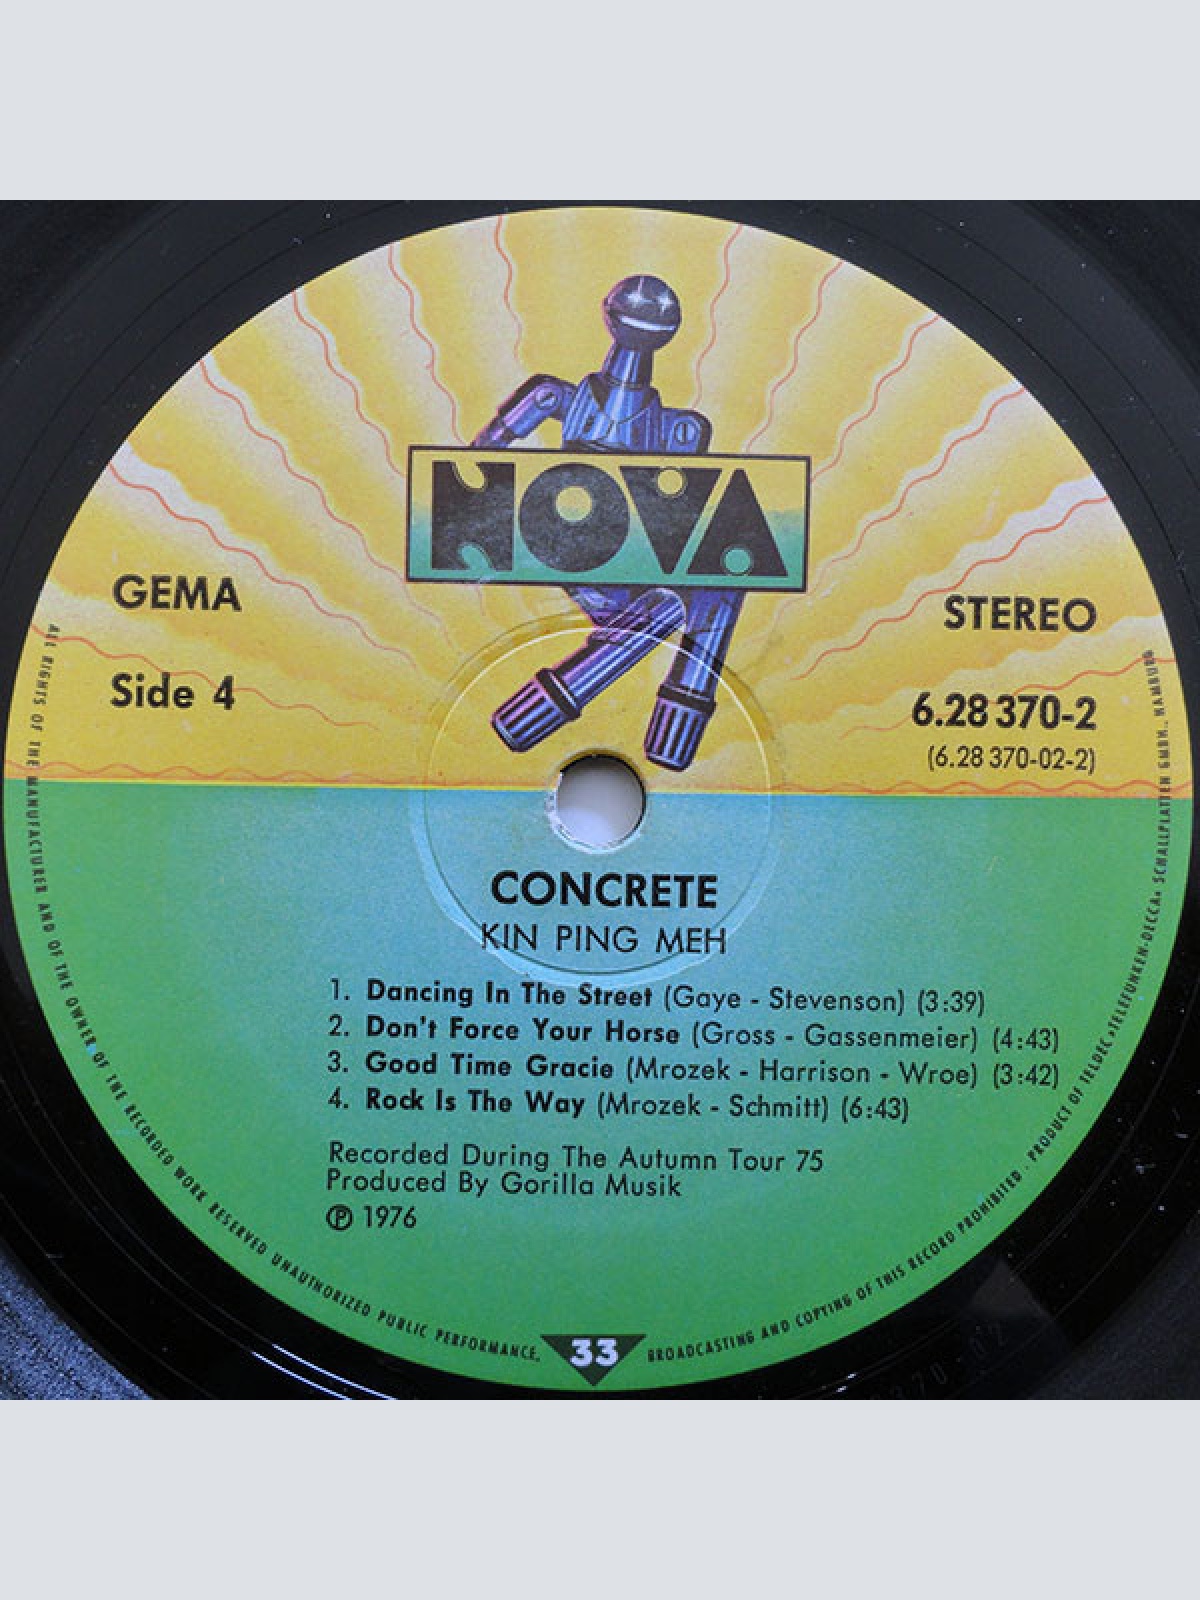 NOVA
GEMA
STEREO
Side 4
6.28 370-2
(6.28 370-02-2)
CONCRETE
KIN PING MEH
1. Dancing In The Street (Gaye - Stevenson) (3:39)
2. Don't Force Your Horse (Gross - Gassenmeier) (4:43)
3. Good Time Gracie (Mrozek - Harrison - Wroe) (3:42)
4. Rock Is The Way (Mrozek - Schmitt) (6:43)
Recorded During The Autumn Tour 75
Produced By Gorilla Musik
℗ 1976
ALL RIGHTS OF THE MANUFACTURER AND OF THE OWNER OF THE RECORDED WORK RESERVED UNAUTHORIZED PUBLIC PERFORMANCE,
33
BROADCASTING AND COPYING OF THIS RECORD PROHIBITED · PRODUCT OF TELDEC »TELEFUNKEN-DECCA« SCHALLPLATTEN GMBH., HAMBURG